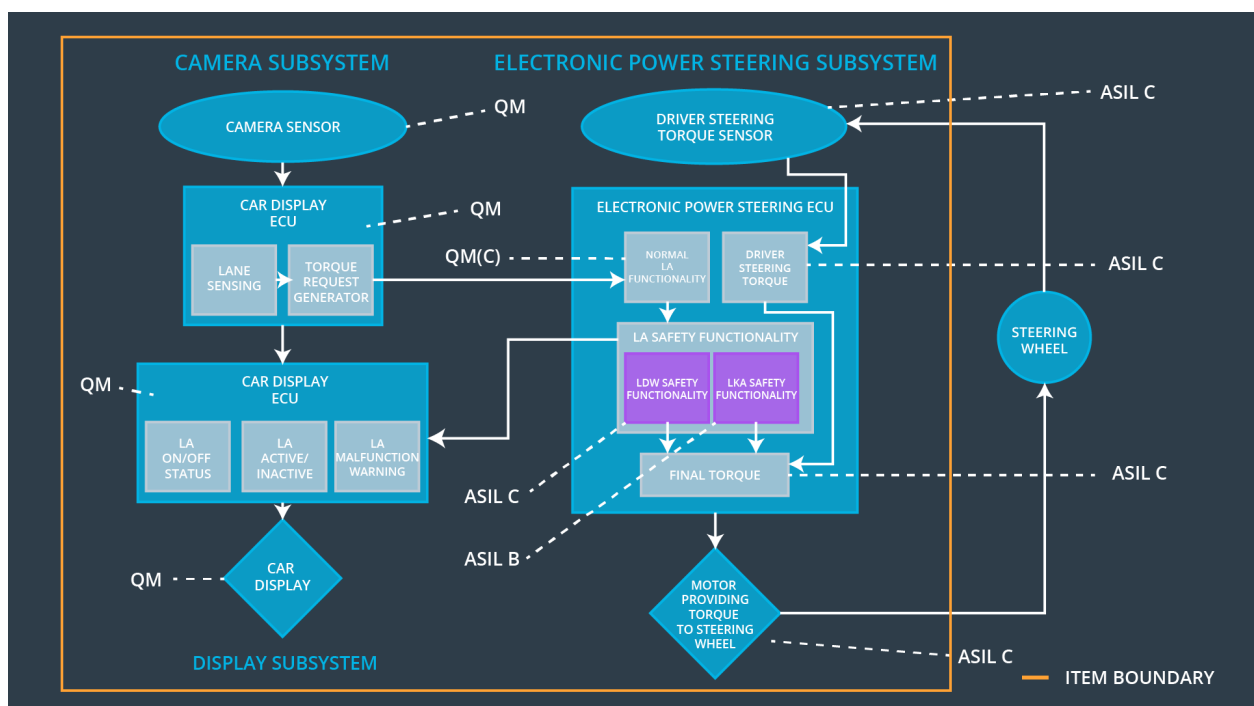 CAMERA SUBSYSTEM
ELECTRONIC POWER STEERING SUBSYSTEM
CAMERA SENSOR
QM
DRIVER STEERING
TORQUE SENSOR
ASIL C
CAR DISPLAY
ECU
QM
LANE
SENSING
TORQUE
REQUEST
GENERATOR
QM(C)
ELECTRONIC POWER STEERING ECU
NORMAL
LA
FUNCTIONALITY
DRIVER
STEERING
TORQUE
ASIL C
LA SAFETY FUNCTIONALITY
LDW SAFETY
FUNCTIONALITY
LKA SAFETY
FUNCTIONALITY
STEERING
WHEEL
QM
CAR DISPLAY
ECU
LA
ON/OFF
STATUS
LA
ACTIVE/
INACTIVE
LA
MALFUNCTION
WARNING
FINAL TORQUE
ASIL C
ASIL C
ASIL B
QM
CAR
DISPLAY
MOTOR
PROVIDING
TORQUE
TO STEERING
WHEEL
ASIL C
DISPLAY SUBSYSTEM
ITEM BOUNDARY